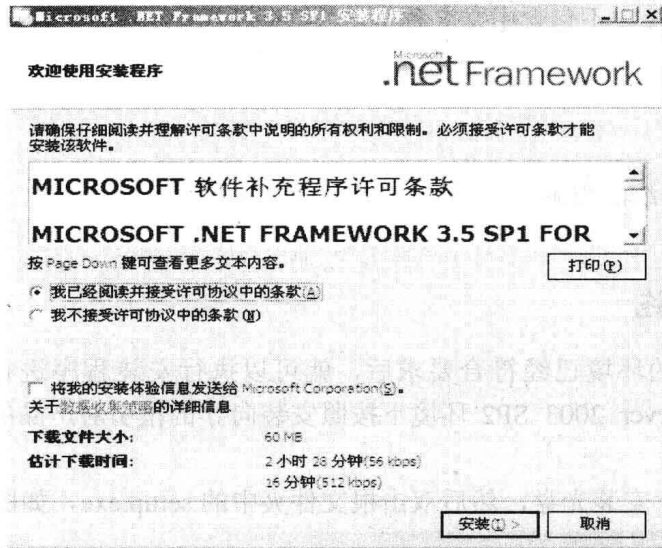 Microsoft .NET Framework 3.5 SP1 安装程序
欢迎使用安装程序
Microsoft
.net Framework
请确保仔细阅读并理解许可条款中说明的所有权利和限制。必须接受许可条款才能
安装该软件。
MICROSOFT 软件补充程序许可条款
MICROSOFT .NET FRAMEWORK 3.5 SP1 FOR
按 Page Down 键可查看更多文本内容。
打印(P)
我已经阅读并接受许可协议中的条款(A)
我不接受许可协议中的条款(N)
将我的安装体验信息发送给 Microsoft Corporation(S)。
关于数据收集策略的详细信息
下载文件大小: 60 MB
估计下载时间: 2 小时 28 分钟(56 kbps)
16 分钟(512 kbps)
安装(I) >
取消